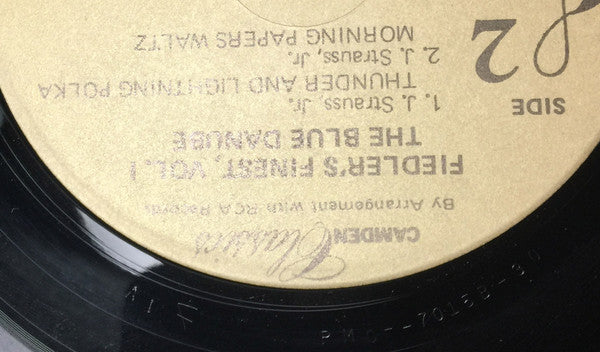 CAMDEN
Classics
By Arrangement with RCA Records
FIEDLER'S FINEST, VOL. I
THE BLUE DANUBE
SIDE 2
1. J. Strauss, Jr.
THUNDER AND LIGHTNING POLKA
2. J. Strauss, Jr.
MORNING PAPERS WALTZ
A1